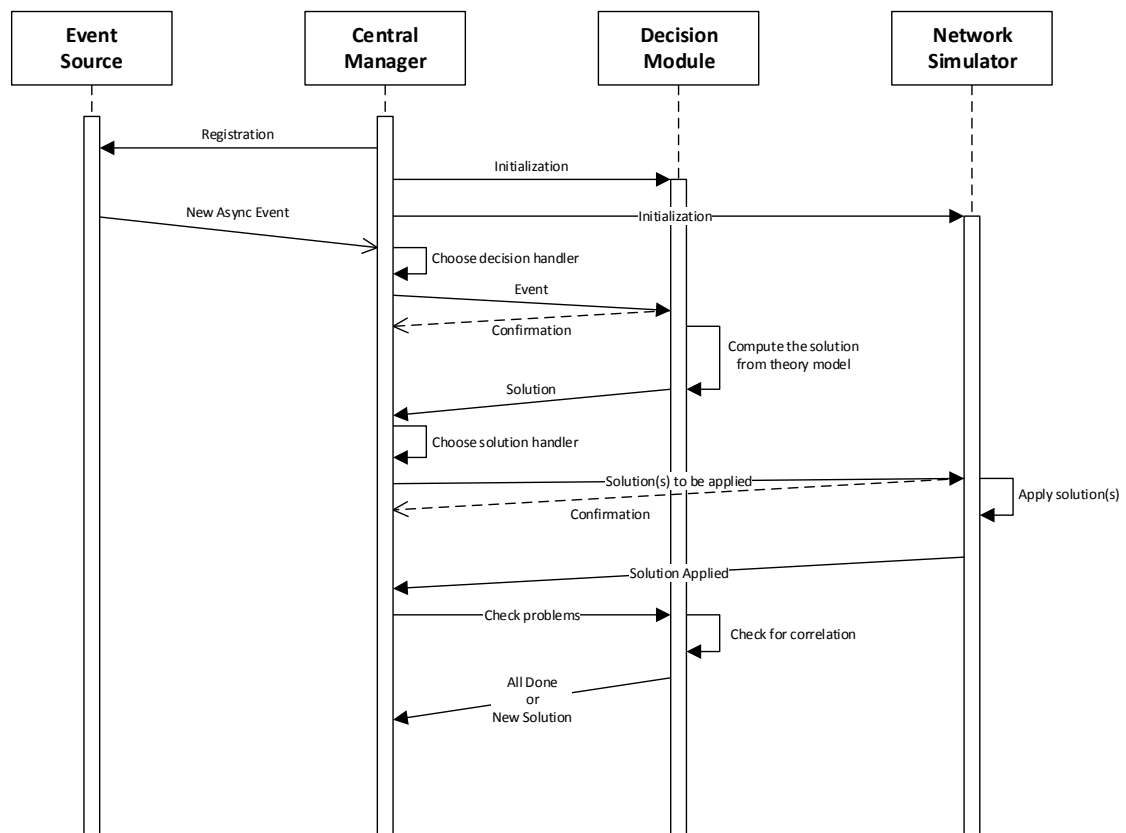 Event
Source
Central
Manager
Decision
Module
Network
Simulator
Registration
Initialization
New Async Event
Initialization
Choose decision handler
Event
Confirmation
Compute the solution
from theory model
Solution
Choose solution handler
Solution(s) to be applied
Apply solution(s)
Confirmation
Solution Applied
Check problems
Check for correlation
All Done
or
New Solution